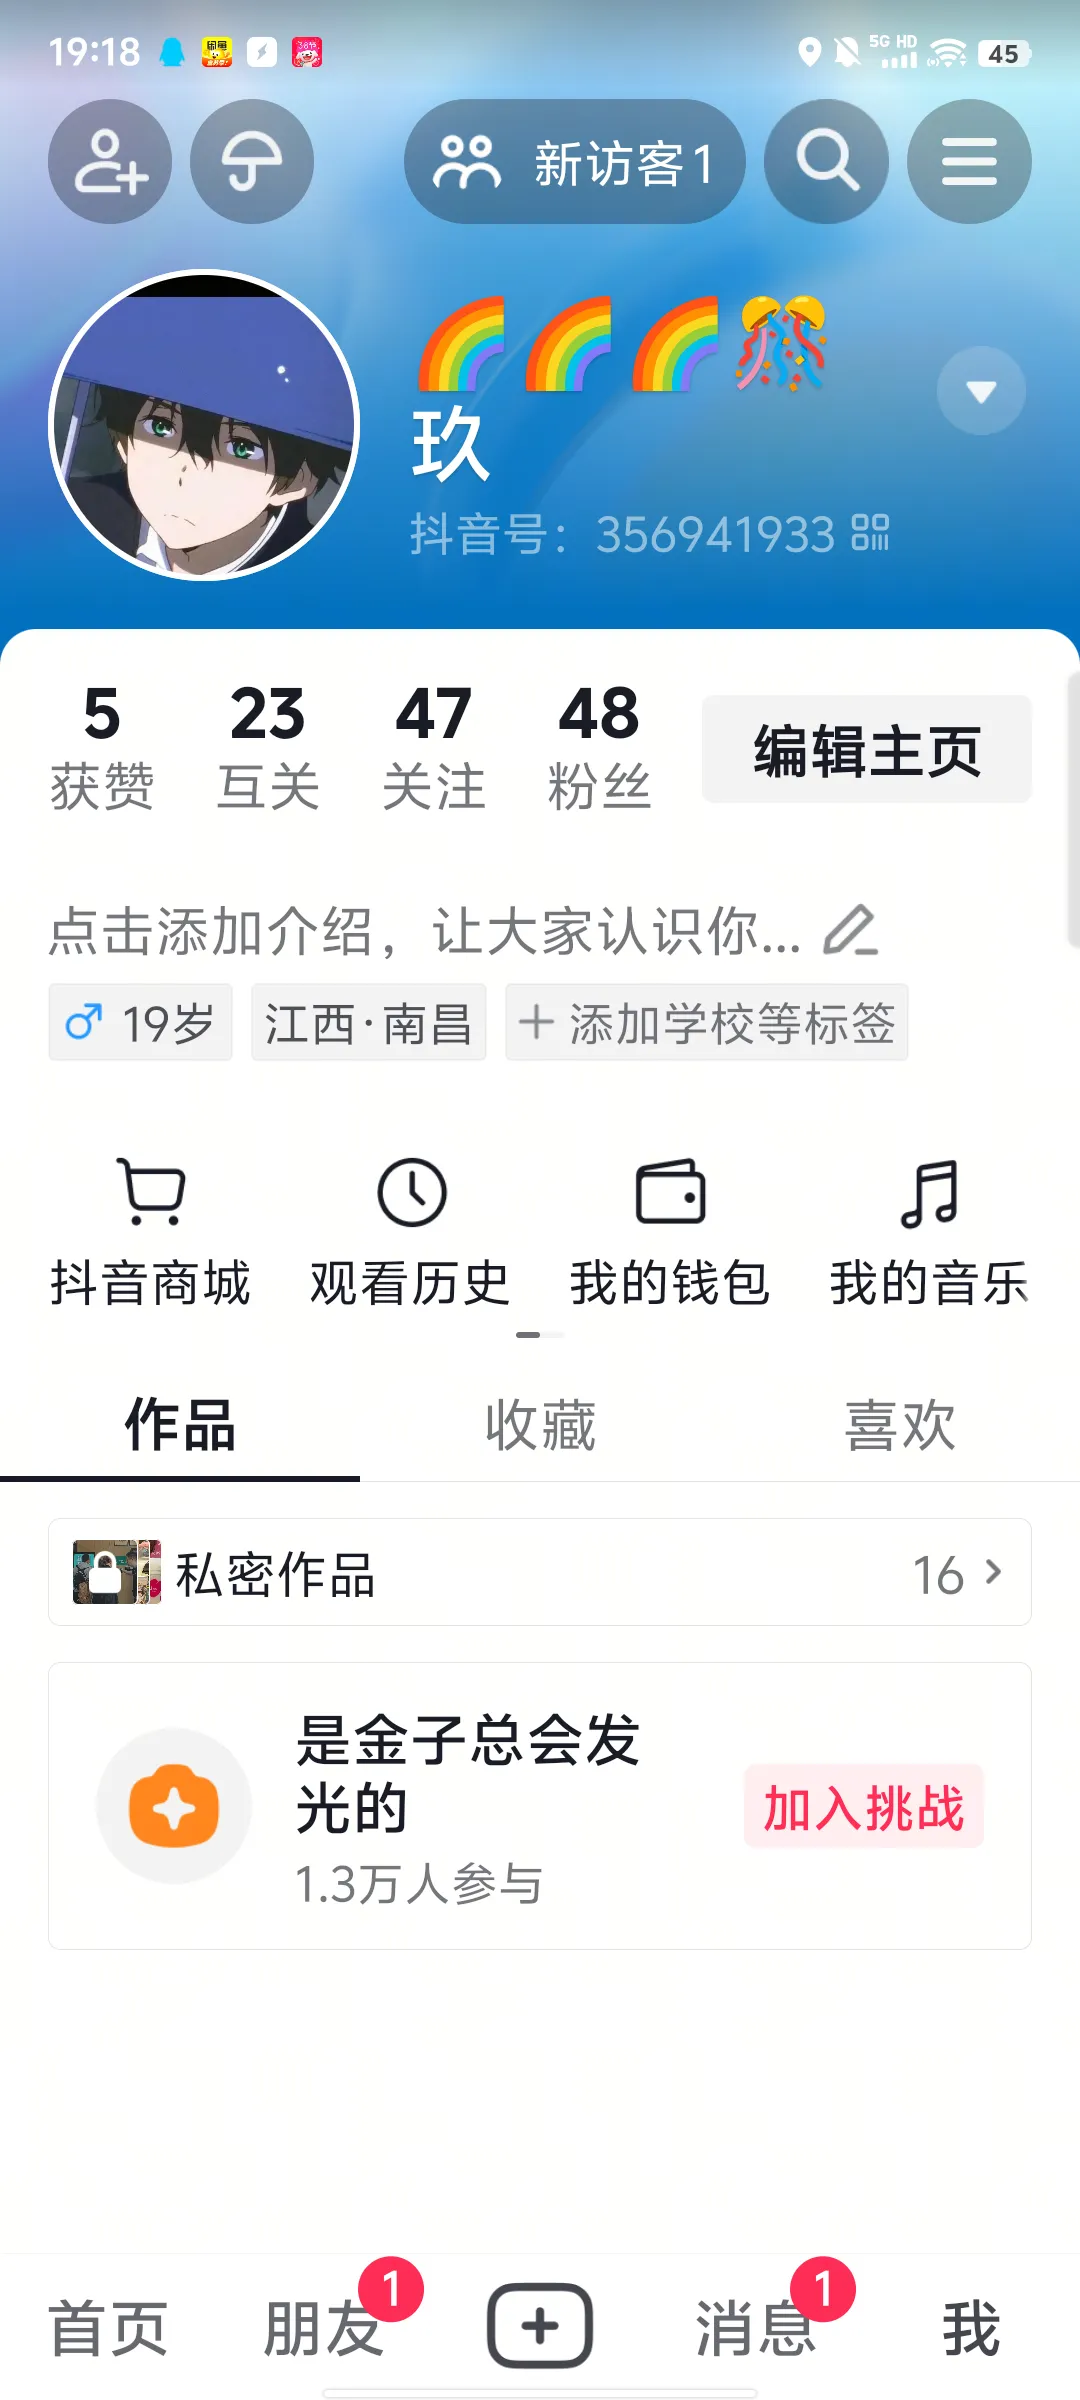 19:18
5G HD
45
新访客1
🌈🌈🌈🎊
玖
抖音号：356941933
5 获赞
23 互关
47 关注
48 粉丝
编辑主页
点击添加介绍，让大家认识你...
♂ 19岁
江西·南昌
+ 添加学校等标签
抖音商城
观看历史
我的钱包
我的音乐
作品
收藏
喜欢
私密作品
16 >
是金子总会发
光的
1.3万人参与
加入挑战
首页
朋友
1
消息
1
我